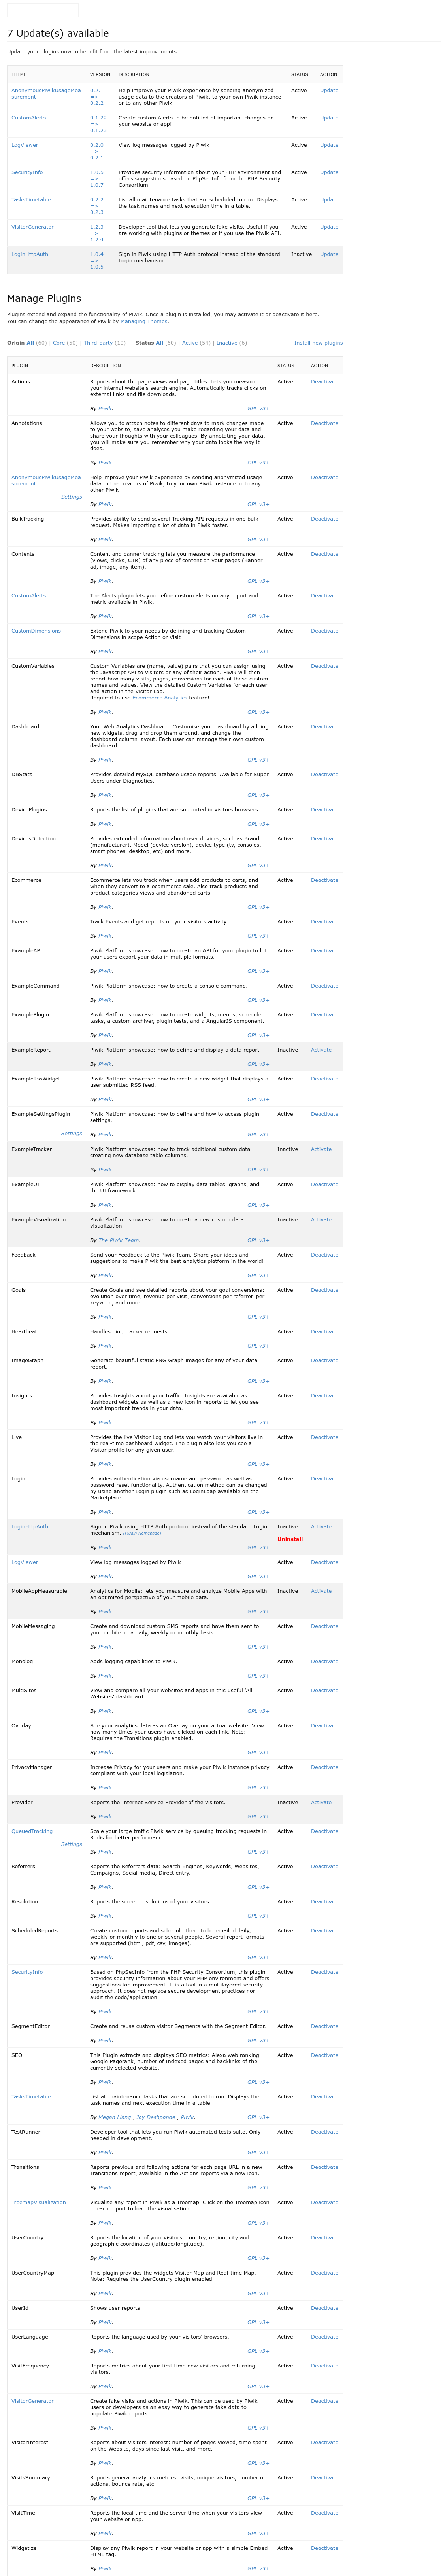 7 Update(s) available
Update your plugins now to benefit from the latest improvements.
THEME VERSION DESCRIPTION STATUS ACTION
AnonymousPiwikUsageMea
surement
0.2.1
=>
0.2.2
Help improve your Piwik experience by sending anonymized
usage data to the creators of Piwik, to your own Piwik instance
or to any other Piwik
Active Update
CustomAlerts
0.1.22
=>
0.1.23
Create custom Alerts to be notified of important changes on
your website or app!
Active Update
LogViewer
0.2.0
=>
0.2.1
View log messages logged by Piwik
Active Update
SecurityInfo
1.0.5
=>
1.0.7
Provides security information about your PHP environment and
offers suggestions based on PhpSecInfo from the PHP Security
Consortium.
Active Update
TasksTimetable
0.2.2
=>
0.2.3
List all maintenance tasks that are scheduled to run. Displays
the task names and next execution time in a table.
Active Update
VisitorGenerator
1.2.3
=>
1.2.4
Developer tool that lets you generate fake visits. Useful if you
are working with plugins or themes or if you use the Piwik API.
Active Update
LoginHttpAuth
1.0.4
=>
1.0.5
Sign in Piwik using HTTP Auth protocol instead of the standard
Login mechanism.
Inactive Update
Manage Plugins
Plugins extend and expand the functionality of Piwik. Once a plugin is installed, you may activate it or deactivate it here.
You can change the appearance of Piwik by Managing Themes.
Origin All (60) | Core (50) | Third-party (10) Status All (60) | Active (54) | Inactive (6) Install new plugins
PLUGIN DESCRIPTION STATUS ACTION
Actions
Reports about the page views and page titles. Lets you measure
your internal website's search engine. Automatically tracks clicks on
external links and file downloads.
By Piwik. GPL v3+
Active Deactivate
Annotations
Allows you to attach notes to different days to mark changes made
to your website, save analyses you make regarding your data and
share your thoughts with your colleagues. By annotating your data,
you will make sure you remember why your data looks the way it
does.
By Piwik. GPL v3+
Active Deactivate
AnonymousPiwikUsageMea
surement
Settings
Help improve your Piwik experience by sending anonymized usage
data to the creators of Piwik, to your own Piwik instance or to any
other Piwik
By Piwik. GPL v3+
Active Deactivate
BulkTracking
Provides ability to send several Tracking API requests in one bulk
request. Makes importing a lot of data in Piwik faster.
By Piwik. GPL v3+
Active Deactivate
Contents
Content and banner tracking lets you measure the performance
(views, clicks, CTR) of any piece of content on your pages (Banner
ad, image, any item).
By Piwik. GPL v3+
Active Deactivate
CustomAlerts
The Alerts plugin lets you define custom alerts on any report and
metric available in Piwik.
By Piwik. GPL v3+
Active Deactivate
CustomDimensions
Extend Piwik to your needs by defining and tracking Custom
Dimensions in scope Action or Visit
By Piwik. GPL v3+
Active Deactivate
CustomVariables
Custom Variables are (name, value) pairs that you can assign using
the Javascript API to visitors or any of their action. Piwik will then
report how many visits, pages, conversions for each of these custom
names and values. View the detailed Custom Variables for each user
and action in the Visitor Log.
Required to use Ecommerce Analytics feature!
By Piwik. GPL v3+
Active Deactivate
Dashboard
Your Web Analytics Dashboard. Customise your dashboard by adding
new widgets, drag and drop them around, and change the
dashboard column layout. Each user can manage their own custom
dashboard.
By Piwik. GPL v3+
Active Deactivate
DBStats
Provides detailed MySQL database usage reports. Available for Super
Users under Diagnostics.
By Piwik. GPL v3+
Active Deactivate
DevicePlugins
Reports the list of plugins that are supported in visitors browsers.
By Piwik. GPL v3+
Active Deactivate
DevicesDetection
Provides extended information about user devices, such as Brand
(manufacturer), Model (device version), device type (tv, consoles,
smart phones, desktop, etc) and more.
By Piwik. GPL v3+
Active Deactivate
Ecommerce
Ecommerce lets you track when users add products to carts, and
when they convert to a ecommerce sale. Also track products and
product categories views and abandoned carts.
By Piwik. GPL v3+
Active Deactivate
Events
Track Events and get reports on your visitors activity.
By Piwik. GPL v3+
Active Deactivate
ExampleAPI
Piwik Platform showcase: how to create an API for your plugin to let
your users export your data in multiple formats.
By Piwik. GPL v3+
Active Deactivate
ExampleCommand
Piwik Platform showcase: how to create a console command.
By Piwik. GPL v3+
Active Deactivate
ExamplePlugin
Piwik Platform showcase: how to create widgets, menus, scheduled
tasks, a custom archiver, plugin tests, and a AngularJS component.
By Piwik. GPL v3+
Active Deactivate
ExampleReport
Piwik Platform showcase: how to define and display a data report.
By Piwik. GPL v3+
Inactive Activate
ExampleRssWidget
Piwik Platform showcase: how to create a new widget that displays a
user submitted RSS feed.
By Piwik. GPL v3+
Active Deactivate
ExampleSettingsPlugin
Settings
Piwik Platform showcase: how to define and how to access plugin
settings.
By Piwik. GPL v3+
Active Deactivate
ExampleTracker
Piwik Platform showcase: how to track additional custom data
creating new database table columns.
By Piwik. GPL v3+
Inactive Activate
ExampleUI
Piwik Platform showcase: how to display data tables, graphs, and
the UI framework.
By Piwik. GPL v3+
Active Deactivate
ExampleVisualization
Piwik Platform showcase: how to create a new custom data
visualization.
By The Piwik Team. GPL v3+
Inactive Activate
Feedback
Send your Feedback to the Piwik Team. Share your ideas and
suggestions to make Piwik the best analytics platform in the world!
By Piwik. GPL v3+
Active Deactivate
Goals
Create Goals and see detailed reports about your goal conversions:
evolution over time, revenue per visit, conversions per referrer, per
keyword, and more.
By Piwik. GPL v3+
Active Deactivate
Heartbeat
Handles ping tracker requests.
By Piwik. GPL v3+
Active Deactivate
ImageGraph
Generate beautiful static PNG Graph images for any of your data
report.
By Piwik. GPL v3+
Active Deactivate
Insights
Provides Insights about your traffic. Insights are available as
dashboard widgets as well as a new icon in reports to let you see
most important trends in your data.
By Piwik. GPL v3+
Active Deactivate
Live
Provides the live Visitor Log and lets you watch your visitors live in
the real-time dashboard widget. The plugin also lets you see a
Visitor profile for any given user.
By Piwik. GPL v3+
Active Deactivate
Login
Provides authentication via username and password as well as
password reset functionality. Authentication method can be changed
by using another Login plugin such as LoginLdap available on the
Marketplace.
By Piwik. GPL v3+
Active Deactivate
LoginHttpAuth
Sign in Piwik using HTTP Auth protocol instead of the standard Login
mechanism. (Plugin Homepage)
By Piwik. GPL v3+
Inactive
-
Uninstall
Activate
LogViewer
View log messages logged by Piwik
By Piwik. GPL v3+
Active Deactivate
MobileAppMeasurable
Analytics for Mobile: lets you measure and analyze Mobile Apps with
an optimized perspective of your mobile data.
By Piwik. GPL v3+
Inactive Activate
MobileMessaging
Create and download custom SMS reports and have them sent to
your mobile on a daily, weekly or monthly basis.
By Piwik. GPL v3+
Active Deactivate
Monolog
Adds logging capabilities to Piwik.
By Piwik. GPL v3+
Active Deactivate
MultiSites
View and compare all your websites and apps in this useful 'All
Websites' dashboard.
By Piwik. GPL v3+
Active Deactivate
Overlay
See your analytics data as an Overlay on your actual website. View
how many times your users have clicked on each link. Note:
Requires the Transitions plugin enabled.
By Piwik. GPL v3+
Active Deactivate
PrivacyManager
Increase Privacy for your users and make your Piwik instance privacy
compliant with your local legislation.
By Piwik. GPL v3+
Active Deactivate
Provider
Reports the Internet Service Provider of the visitors.
By Piwik. GPL v3+
Inactive Activate
QueuedTracking
Settings
Scale your large traffic Piwik service by queuing tracking requests in
Redis for better performance.
By Piwik. GPL v3+
Active Deactivate
Referrers
Reports the Referrers data: Search Engines, Keywords, Websites,
Campaigns, Social media, Direct entry.
By Piwik. GPL v3+
Active Deactivate
Resolution
Reports the screen resolutions of your visitors.
By Piwik. GPL v3+
Active Deactivate
ScheduledReports
Create custom reports and schedule them to be emailed daily,
weekly or monthly to one or several people. Several report formats
are supported (html, pdf, csv, images).
By Piwik. GPL v3+
Active Deactivate
SecurityInfo
Based on PhpSecInfo from the PHP Security Consortium, this plugin
provides security information about your PHP environment and offers
suggestions for improvement. It is a tool in a multilayered security
approach. It does not replace secure development practices nor
audit the code/application.
By Piwik. GPL v3+
Active Deactivate
SegmentEditor
Create and reuse custom visitor Segments with the Segment Editor.
By Piwik. GPL v3+
Active Deactivate
SEO
This Plugin extracts and displays SEO metrics: Alexa web ranking,
Google Pagerank, number of Indexed pages and backlinks of the
currently selected website.
By Piwik. GPL v3+
Active Deactivate
TasksTimetable
List all maintenance tasks that are scheduled to run. Displays the
task names and next execution time in a table.
By Megan Liang , Jay Deshpande , Piwik. GPL v3+
Active Deactivate
TestRunner
Developer tool that lets you run Piwik automated tests suite. Only
needed in development.
By Piwik. GPL v3+
Active Deactivate
Transitions
Reports previous and following actions for each page URL in a new
Transitions report, available in the Actions reports via a new icon.
By Piwik. GPL v3+
Active Deactivate
TreemapVisualization
Visualise any report in Piwik as a Treemap. Click on the Treemap icon
in each report to load the visualisation.
By Piwik. GPL v3+
Active Deactivate
UserCountry
Reports the location of your visitors: country, region, city and
geographic coordinates (latitude/longitude).
By Piwik. GPL v3+
Active Deactivate
UserCountryMap
This plugin provides the widgets Visitor Map and Real-time Map.
Note: Requires the UserCountry plugin enabled.
By Piwik. GPL v3+
Active Deactivate
UserId
Shows user reports
By Piwik. GPL v3+
Active Deactivate
UserLanguage
Reports the language used by your visitors' browsers.
By Piwik. GPL v3+
Active Deactivate
VisitFrequency
Reports metrics about your first time new visitors and returning
visitors.
By Piwik. GPL v3+
Active Deactivate
VisitorGenerator
Create fake visits and actions in Piwik. This can be used by Piwik
users or developers as an easy way to generate fake data to
populate Piwik reports.
By Piwik. GPL v3+
Active Deactivate
VisitorInterest
Reports about visitors interest: number of pages viewed, time spent
on the Website, days since last visit, and more.
By Piwik. GPL v3+
Active Deactivate
VisitsSummary
Reports general analytics metrics: visits, unique visitors, number of
actions, bounce rate, etc.
By Piwik. GPL v3+
Active Deactivate
VisitTime
Reports the local time and the server time when your visitors view
your website or app.
By Piwik. GPL v3+
Active Deactivate
Widgetize
Display any Piwik report in your website or app with a simple Embed
HTML tag.
By Piwik. GPL v3+
Active Deactivate